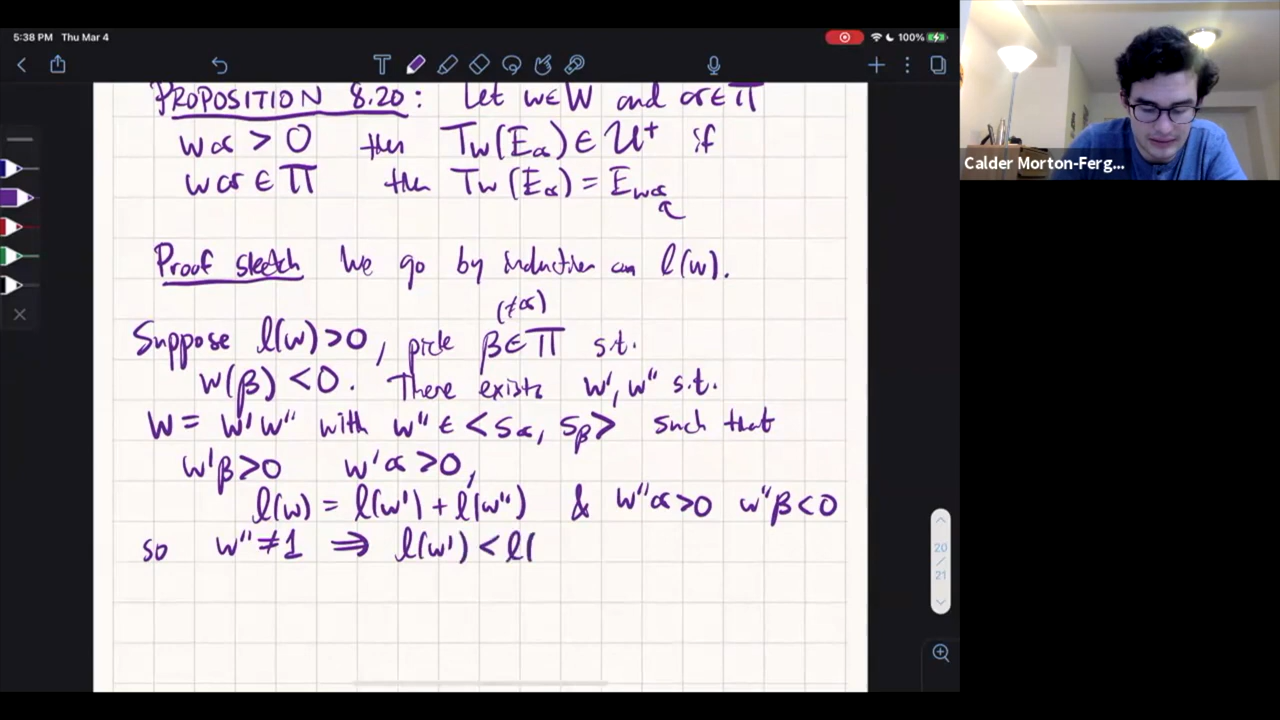 5:38 PM Thu Mar 4
100%
Calder Morton-Ferg...
PROPOSITION 8.20: Let w∈W and α∈Π
wα > 0 then Tw(Eα) ∈ U⁺ if
wα ∈ Π then Tw(Eα) = Ewα
Proof sketch We go by induction on l(w).
(≠α)
Suppose l(w) > 0, pick β∈Π s.t.
w(β) < 0. There exists w', w'' s.t.
w = w'w'' with w'' ∈ <sα, sβ> such that
w'β>0 w'α>0,
l(w) = l(w') + l(w'') & w''α>0 w''β<0
so w'' ≠ 1 ⇒ l(w') < l(
20
/
21